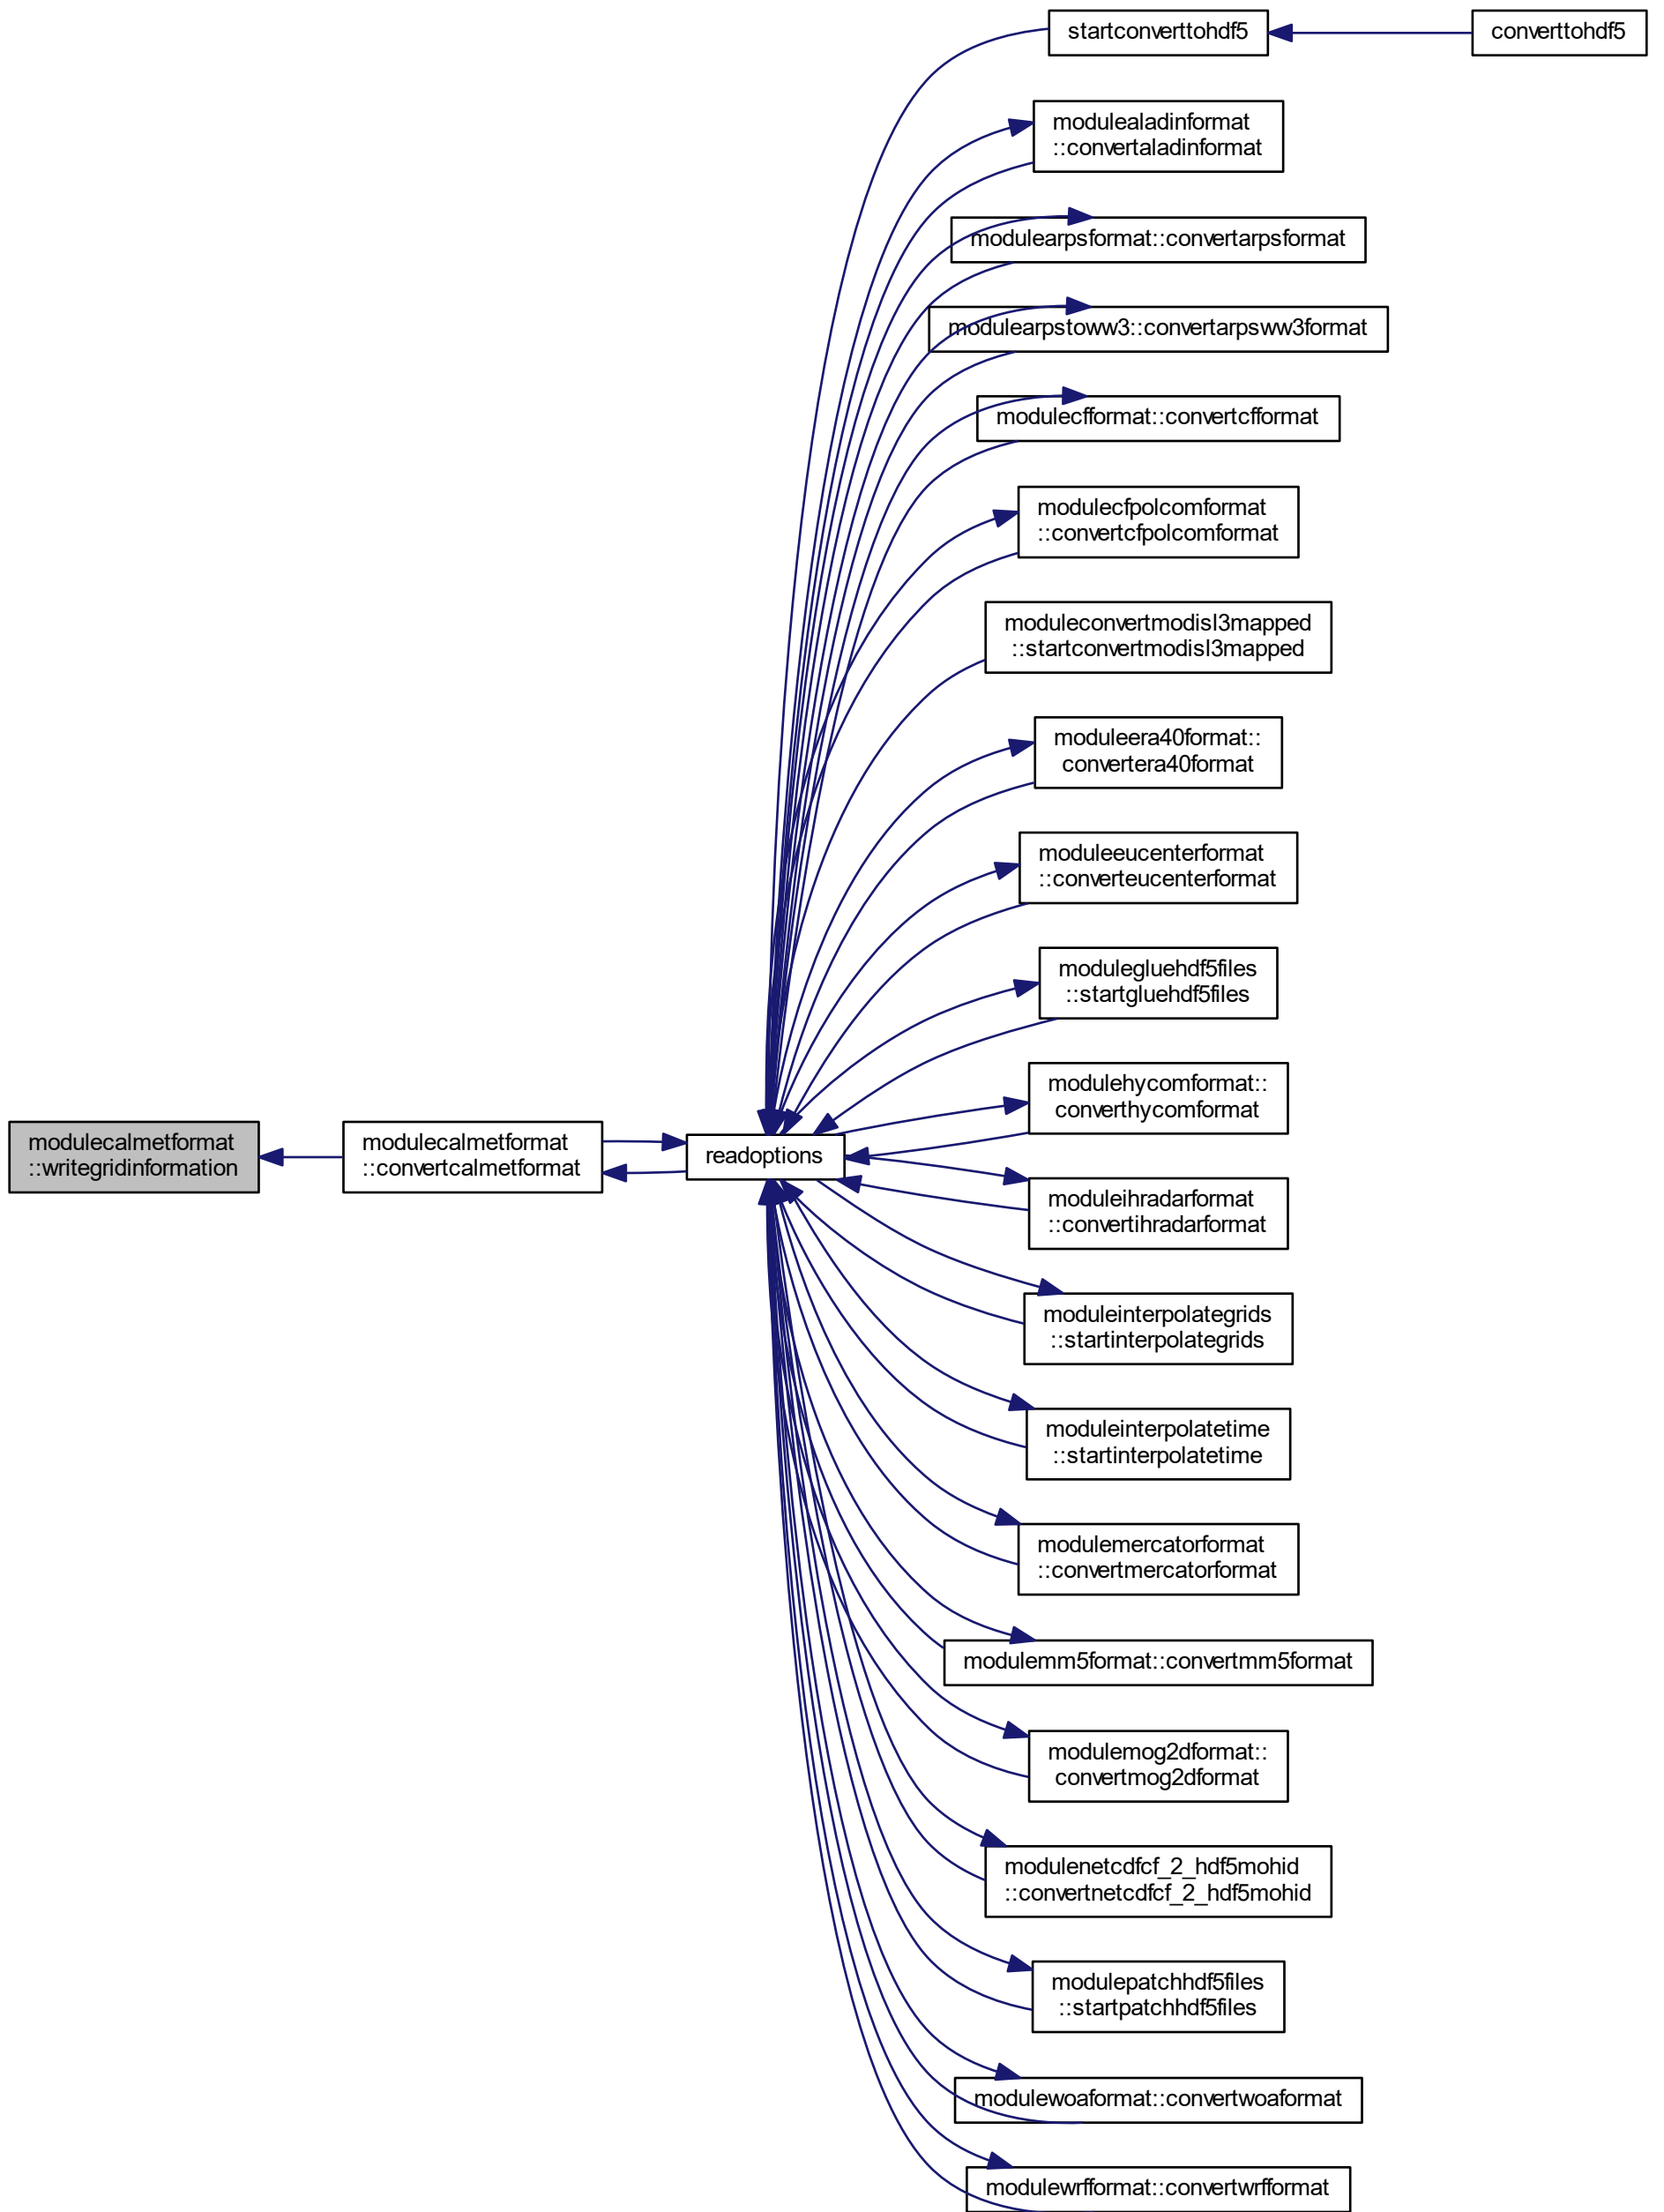 startconverttohdf5
converttohdf5
modulealadinformat
::convertaladinformat
modulearpsformat::convertarpsformat
modulearpstoww3::convertarpsww3format
modulecfformat::convertcfformat
modulecfpolcomformat
::convertcfpolcomformat
moduleconvertmodisl3mapped
::startconvertmodisl3mapped
moduleera40format::
convertera40format
moduleeucenterformat
::converteucenterformat
modulegluehdf5files
::startgluehdf5files
modulehycomformat::
converthycomformat
modulecalmetformat
::writegridinformation
modulecalmetformat
::convertcalmetformat
readoptions
moduleihradarformat
::convertihradarformat
moduleinterpolategrids
::startinterpolategrids
moduleinterpolatetime
::startinterpolatetime
modulemercatorformat
::convertmercatorformat
modulemm5format::convertmm5format
modulemog2dformat::
convertmog2dformat
modulenetcdfcf_2_hdf5mohid
::convertnetcdfcf_2_hdf5mohid
modulepatchhdf5files
::startpatchhdf5files
modulewoaformat::convertwoaformat
modulewrfformat::convertwrfformat